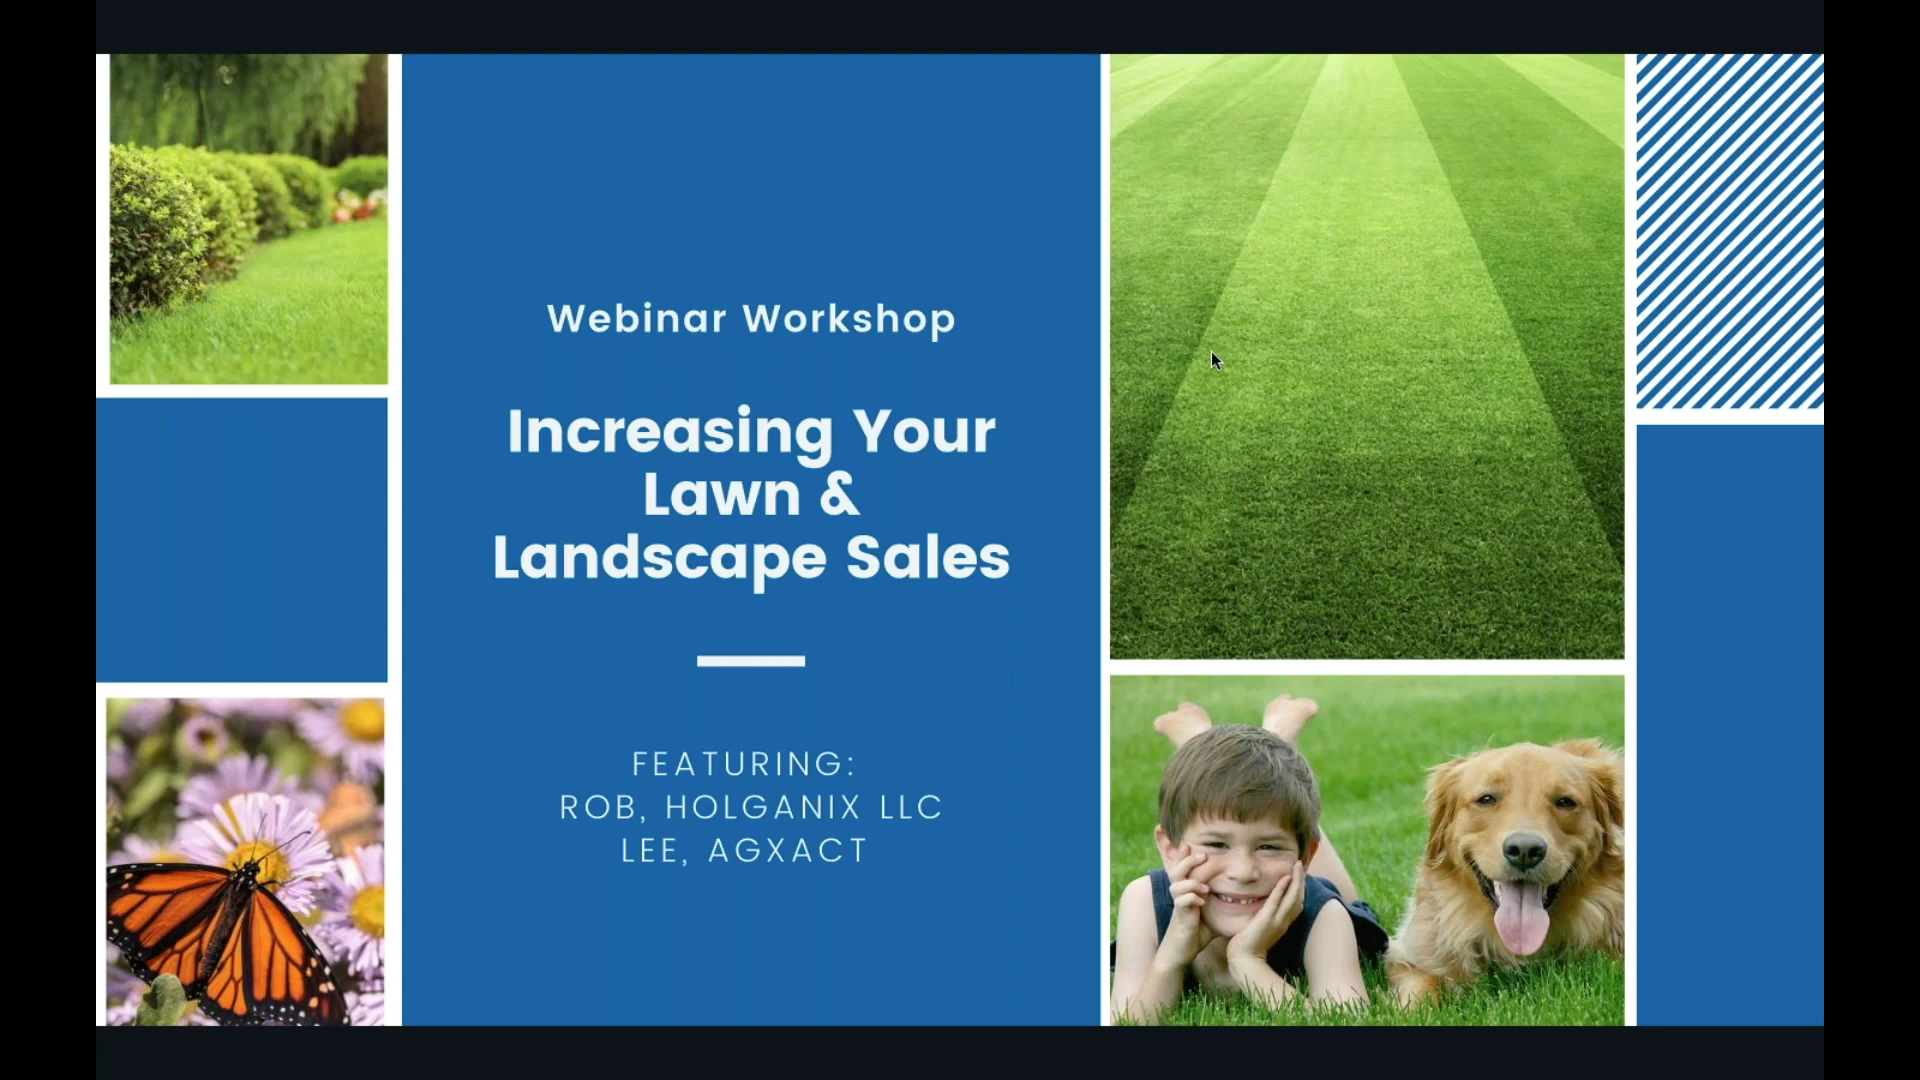 Webinar Workshop
Increasing Your
Lawn &
Landscape Sales
FEATURING:
ROB, HOLGANIX LLC
LEE, AGXACT